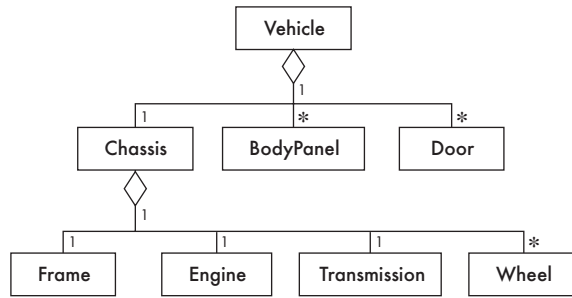 Vehicle
1
1 * *
Chassis BodyPanel Door
1
1 1 1 *
Frame Engine Transmission Wheel